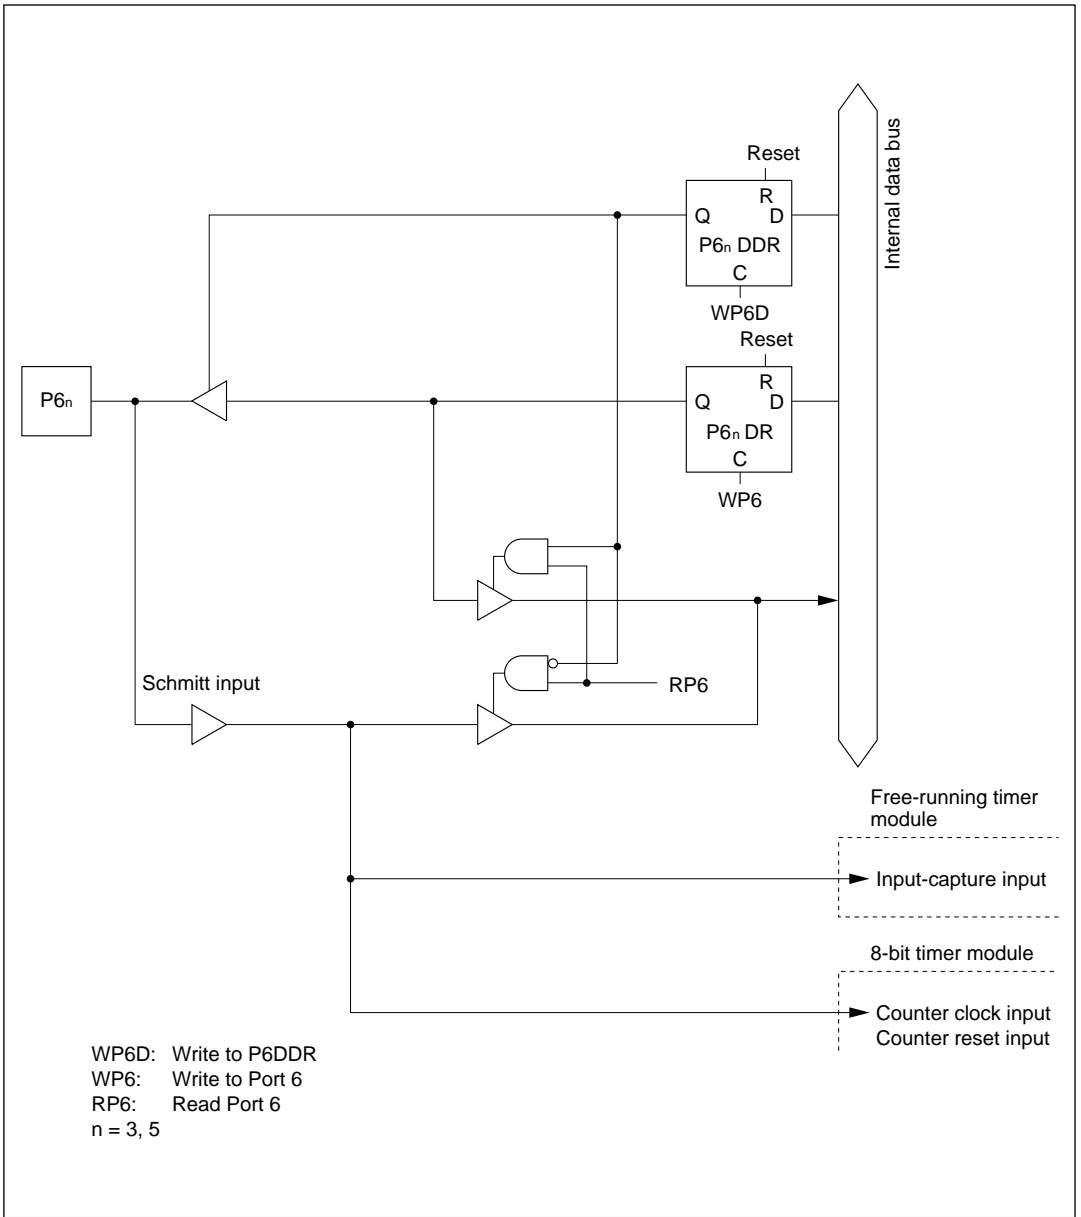 Reset
R
Q D
P6n DDR
C
WP6D
Internal data bus
Reset
R
Q D
P6n DR
C
WP6
P6n
Schmitt input
RP6
Free-running timer
module
Input-capture input
8-bit timer module
Counter clock input
Counter reset input
WP6D: Write to P6DDR
WP6: Write to Port 6
RP6: Read Port 6
n = 3, 5